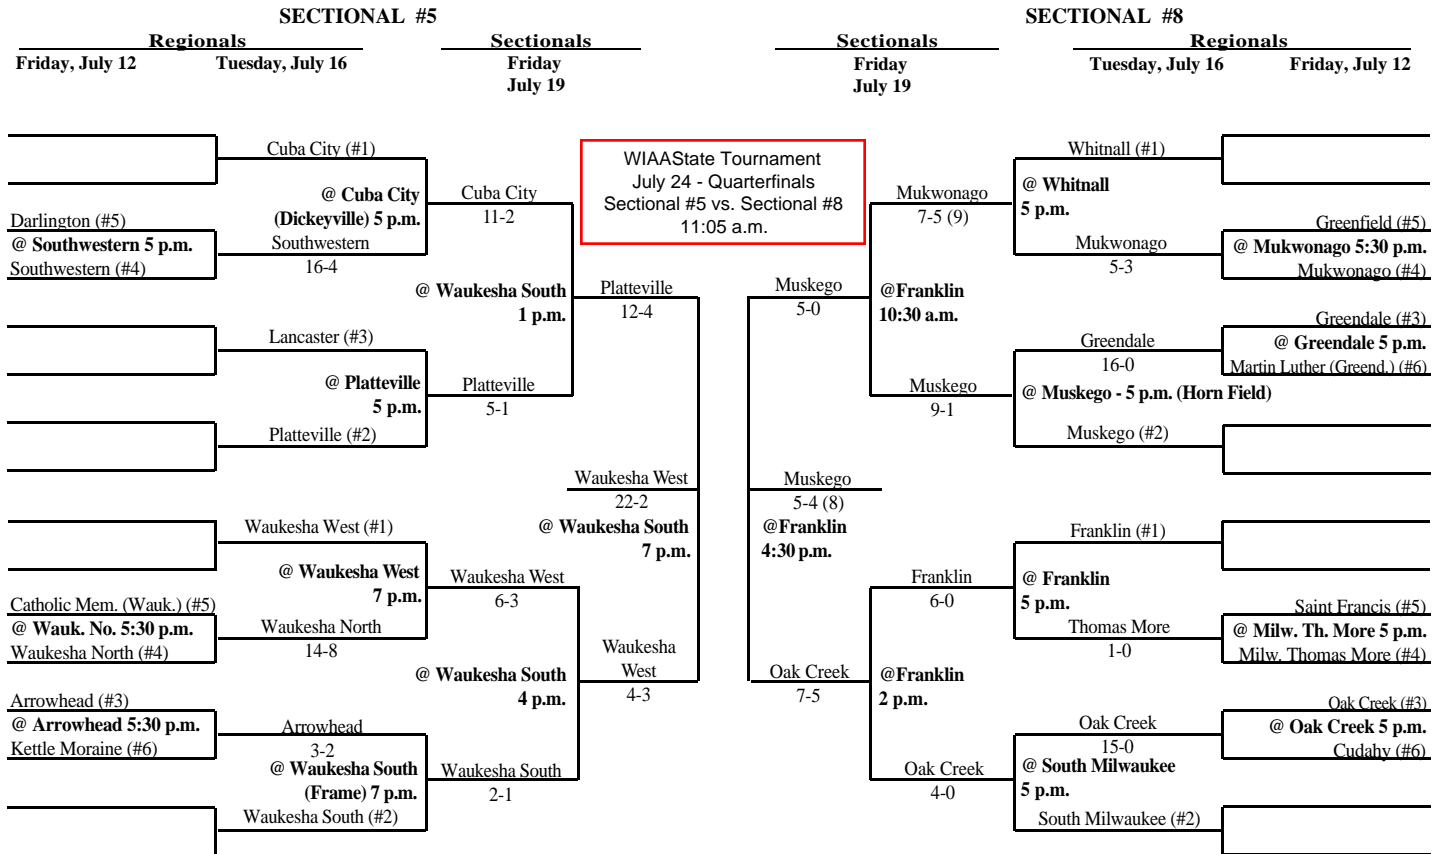 SECTIONAL #5
Regionals
Sectionals
Friday, July 12
Tuesday, July 16
Friday
July 19
Cuba City (#1)
@ Cuba City
(Dickeyville) 5 p.m.
Cuba City
11-2
Darlington (#5)
@ Southwestern 5 p.m.
Southwestern (#4)
Southwestern
16-4
@ Waukesha South
1 p.m.
Platteville
12-4
Lancaster (#3)
@ Platteville
5 p.m.
Platteville
5-1
Platteville (#2)
Waukesha West
22-2
@ Waukesha South
7 p.m.
Waukesha West (#1)
@ Waukesha West
7 p.m.
Waukesha West
6-3
Catholic Mem. (Wauk.) (#5)
@ Wauk. No. 5:30 p.m.
Waukesha North (#4)
Waukesha North
14-8
@ Waukesha South
4 p.m.
Waukesha
West
4-3
Arrowhead (#3)
@ Arrowhead 5:30 p.m.
Kettle Moraine (#6)
Arrowhead
3-2
@ Waukesha South
(Frame) 7 p.m.
Waukesha South
2-1
Waukesha South (#2)
WIAAState Tournament
July 24 - Quarterfinals
Sectional #5 vs. Sectional #8
11:05 a.m.
SECTIONAL #8
Sectionals
Regionals
Friday
July 19
Tuesday, July 16
Friday, July 12
Whitnall (#1)
@ Whitnall
5 p.m.
Mukwonago
7-5 (9)
Greenfield (#5)
@ Mukwonago 5:30 p.m.
Mukwonago (#4)
Mukwonago
5-3
Muskego
5-0
@Franklin
10:30 a.m.
Greendale (#3)
@ Greendale 5 p.m.
Martin Luther (Greend.) (#6)
Greendale
16-0
Muskego
9-1
@ Muskego - 5 p.m. (Horn Field)
Muskego (#2)
Muskego
5-4 (8)
@Franklin
4:30 p.m.
Franklin (#1)
@ Franklin
5 p.m.
Franklin
6-0
Saint Francis (#5)
@ Milw. Th. More 5 p.m.
Milw. Thomas More (#4)
Thomas More
1-0
Oak Creek
7-5
@Franklin
2 p.m.
Oak Creek (#3)
@ Oak Creek 5 p.m.
Cudahy (#6)
Oak Creek
15-0
Oak Creek
4-0
@ South Milwaukee
5 p.m.
South Milwaukee (#2)